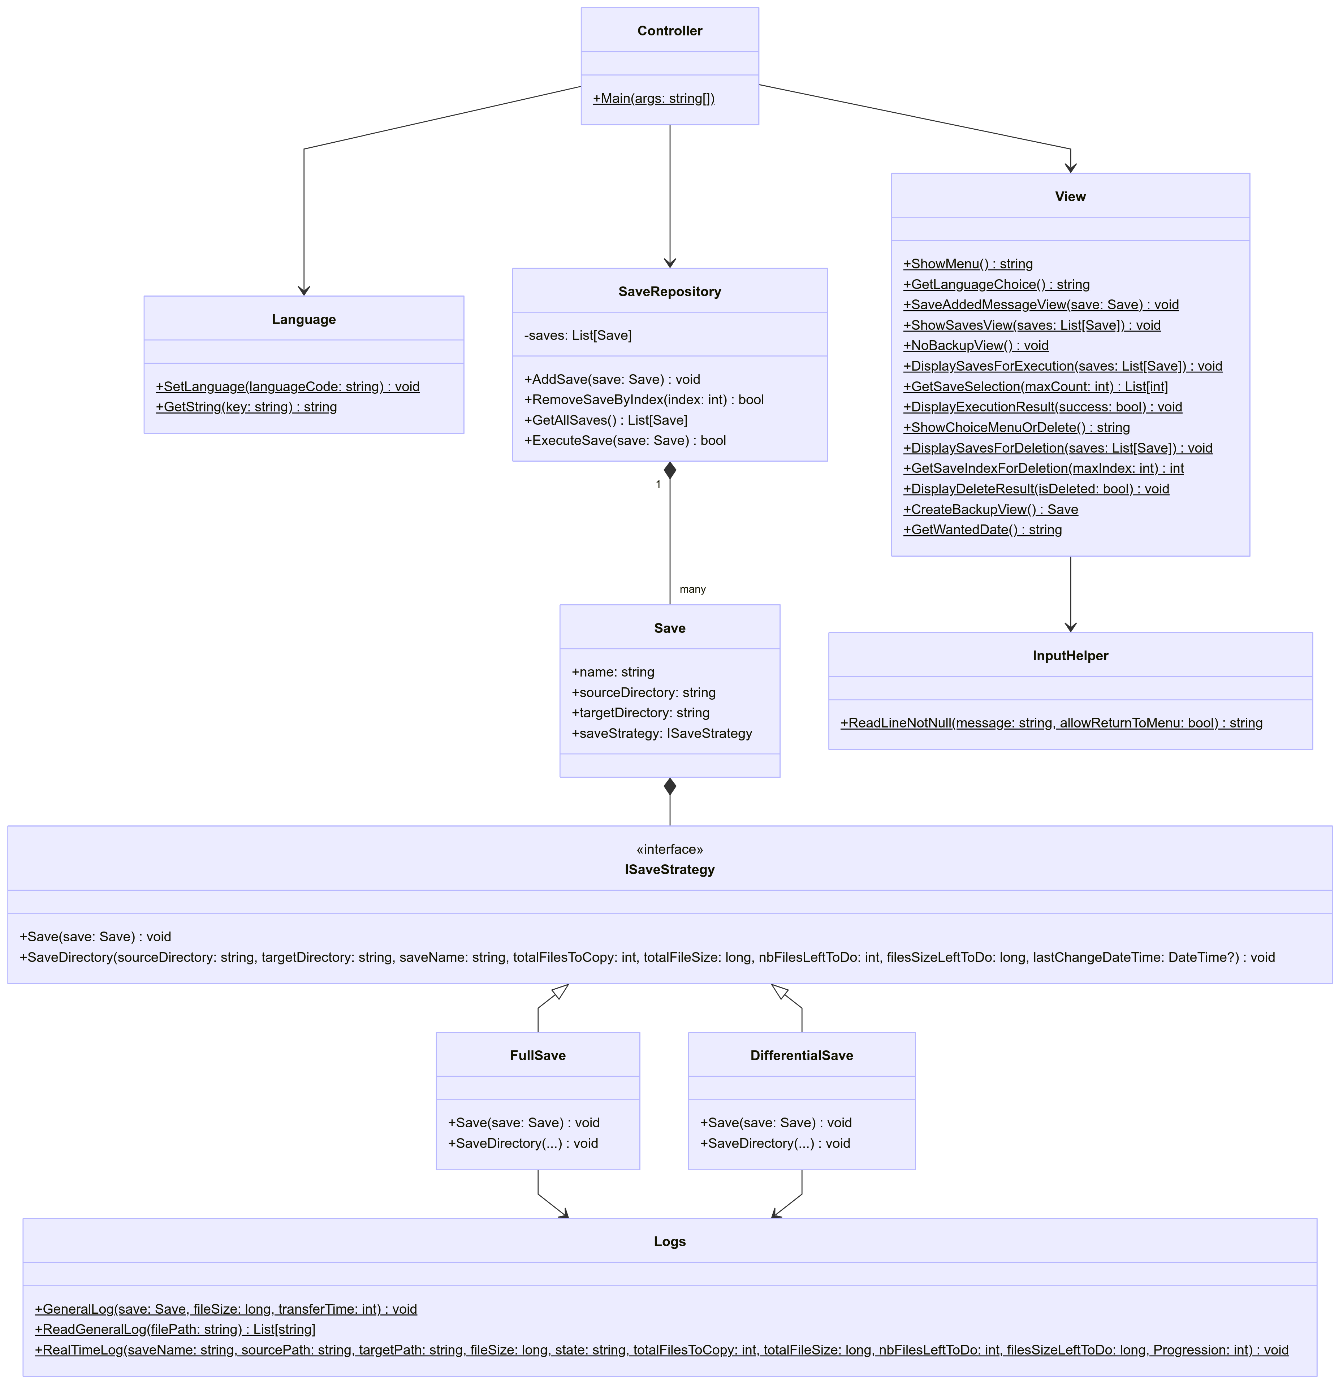 Controller
+Main(args: string[])
View
+ShowMenu() : string
+GetLanguageChoice() : string
+SaveAddedMessageView(save: Save) : void
+ShowSavesView(saves: List[Save]) : void
+NoBackupView() : void
+DisplaySavesForExecution(saves: List[Save]) : void
+GetSaveSelection(maxCount: int) : List[int]
+DisplayExecutionResult(success: bool) : void
+ShowChoiceMenuOrDelete() : string
+DisplaySavesForDeletion(saves: List[Save]) : void
+GetSaveIndexForDeletion(maxIndex: int) : int
+DisplayDeleteResult(isDeleted: bool) : void
+CreateBackupView() : Save
+GetWantedDate() : string
SaveRepository
-saves: List[Save]
+AddSave(save: Save) : void
+RemoveSaveByIndex(index: int) : bool
+GetAllSaves() : List[Save]
+ExecuteSave(save: Save) : bool
Language
+SetLanguage(languageCode: string) : void
+GetString(key: string) : string
1
many
Save
+name: string
+sourceDirectory: string
+targetDirectory: string
+saveStrategy: ISaveStrategy
InputHelper
+ReadLineNotNull(message: string, allowReturnToMenu: bool) : string
«interface»
ISaveStrategy
+Save(save: Save) : void
+SaveDirectory(sourceDirectory: string, targetDirectory: string, saveName: string, totalFilesToCopy: int, totalFileSize: long, nbFilesLeftToDo: int, filesSizeLeftToDo: long, lastChangeDateTime: DateTime?) : void
FullSave
+Save(save: Save) : void
+SaveDirectory(...) : void
DifferentialSave
+Save(save: Save) : void
+SaveDirectory(...) : void
Logs
+GeneralLog(save: Save, fileSize: long, transferTime: int) : void
+ReadGeneralLog(filePath: string) : List[string]
+RealTimeLog(saveName: string, sourcePath: string, targetPath: string, fileSize: long, state: string, totalFilesToCopy: int, totalFileSize: long, nbFilesLeftToDo: int, filesSizeLeftToDo: long, Progression: int) : void